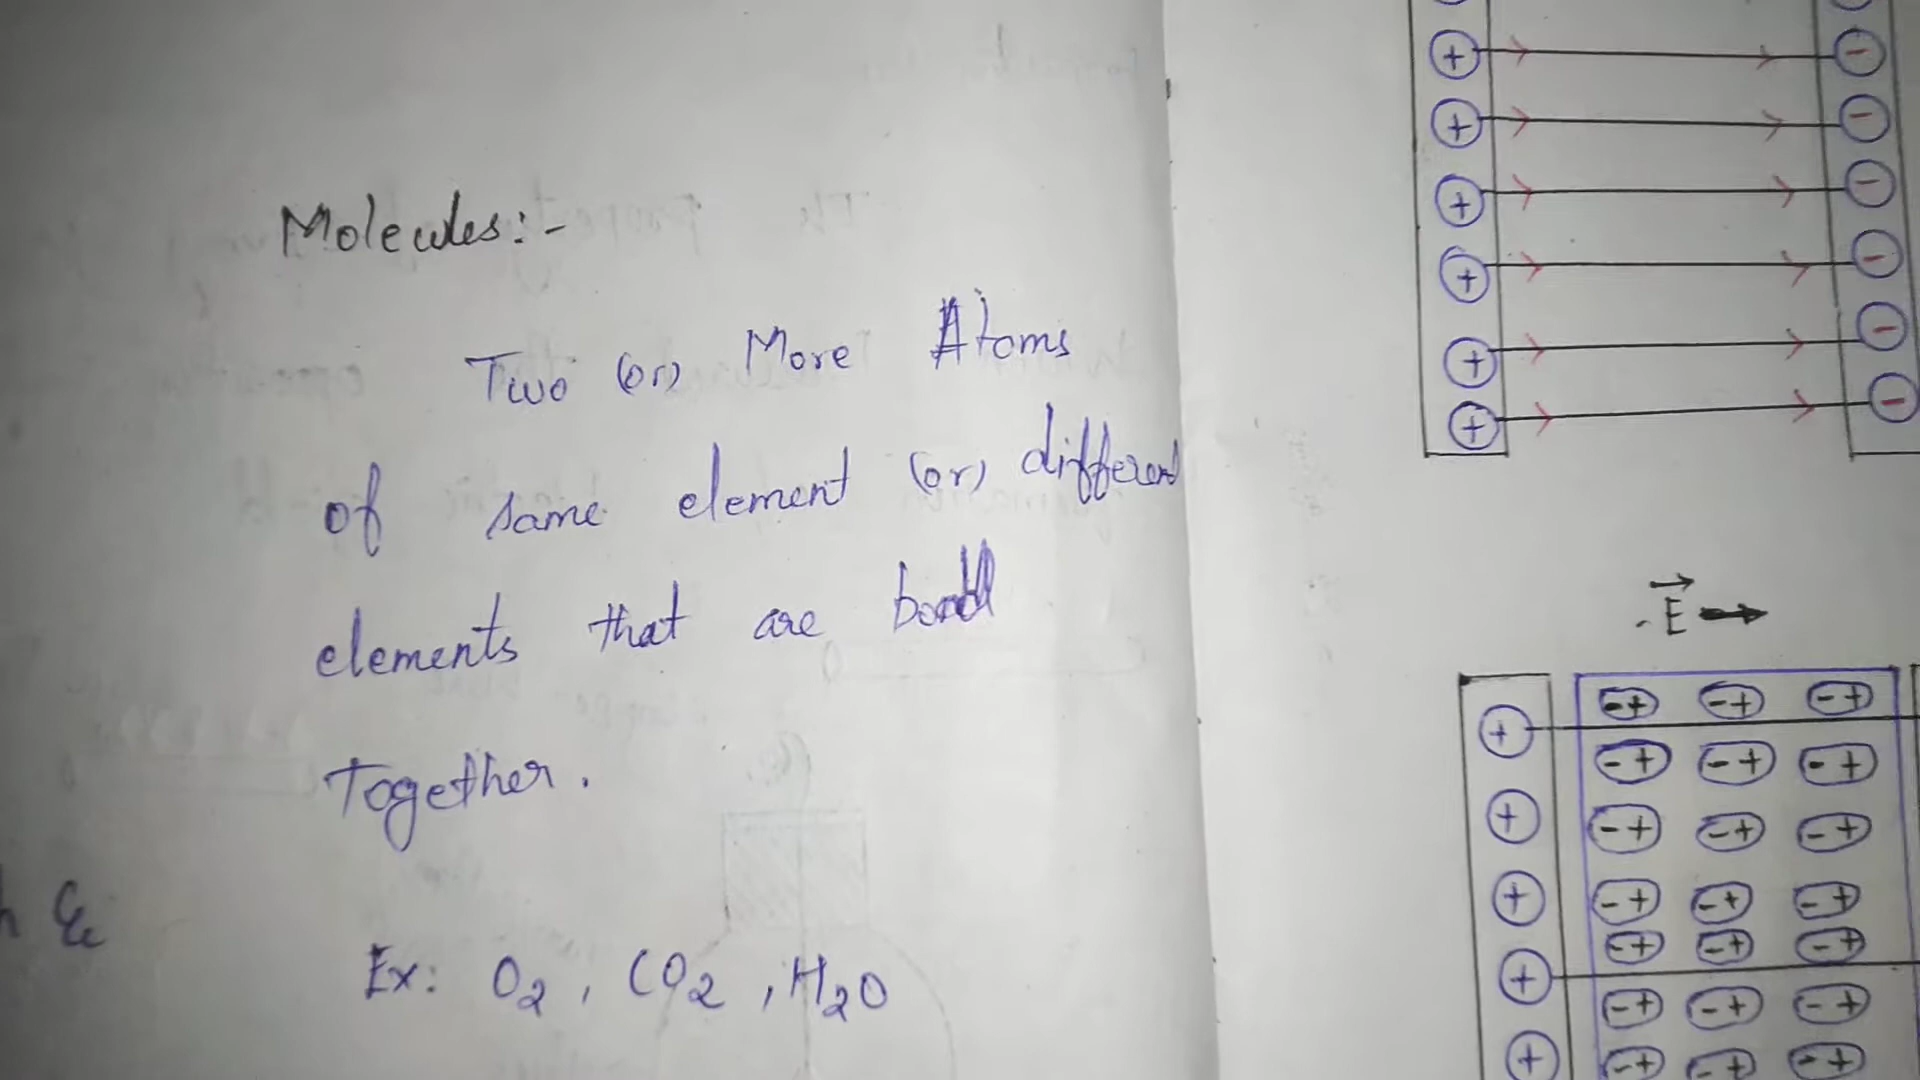 Molecules:-
Two (or) More Atoms
of same element (or) different
elements that are bond
Together.
Ex: O₂, CO₂, H₂O
E